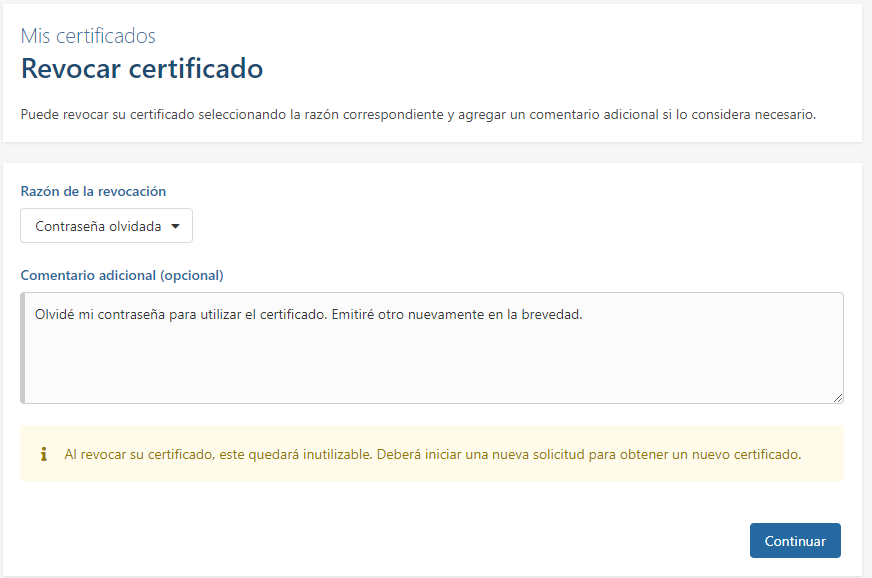 Mis certificados
Revocar certificado
Puede revocar su certificado seleccionando la razón correspondiente y agregar un comentario adicional si lo considera necesario.
Razón de la revocación
Contraseña olvidada
Comentario adicional (opcional)
Olvidé mi contraseña para utilizar el certificado. Emitiré otro nuevamente en la brevedad.
Al revocar su certificado, este quedará inutilizable. Deberá iniciar una nueva solicitud para obtener un nuevo certificado.
Continuar